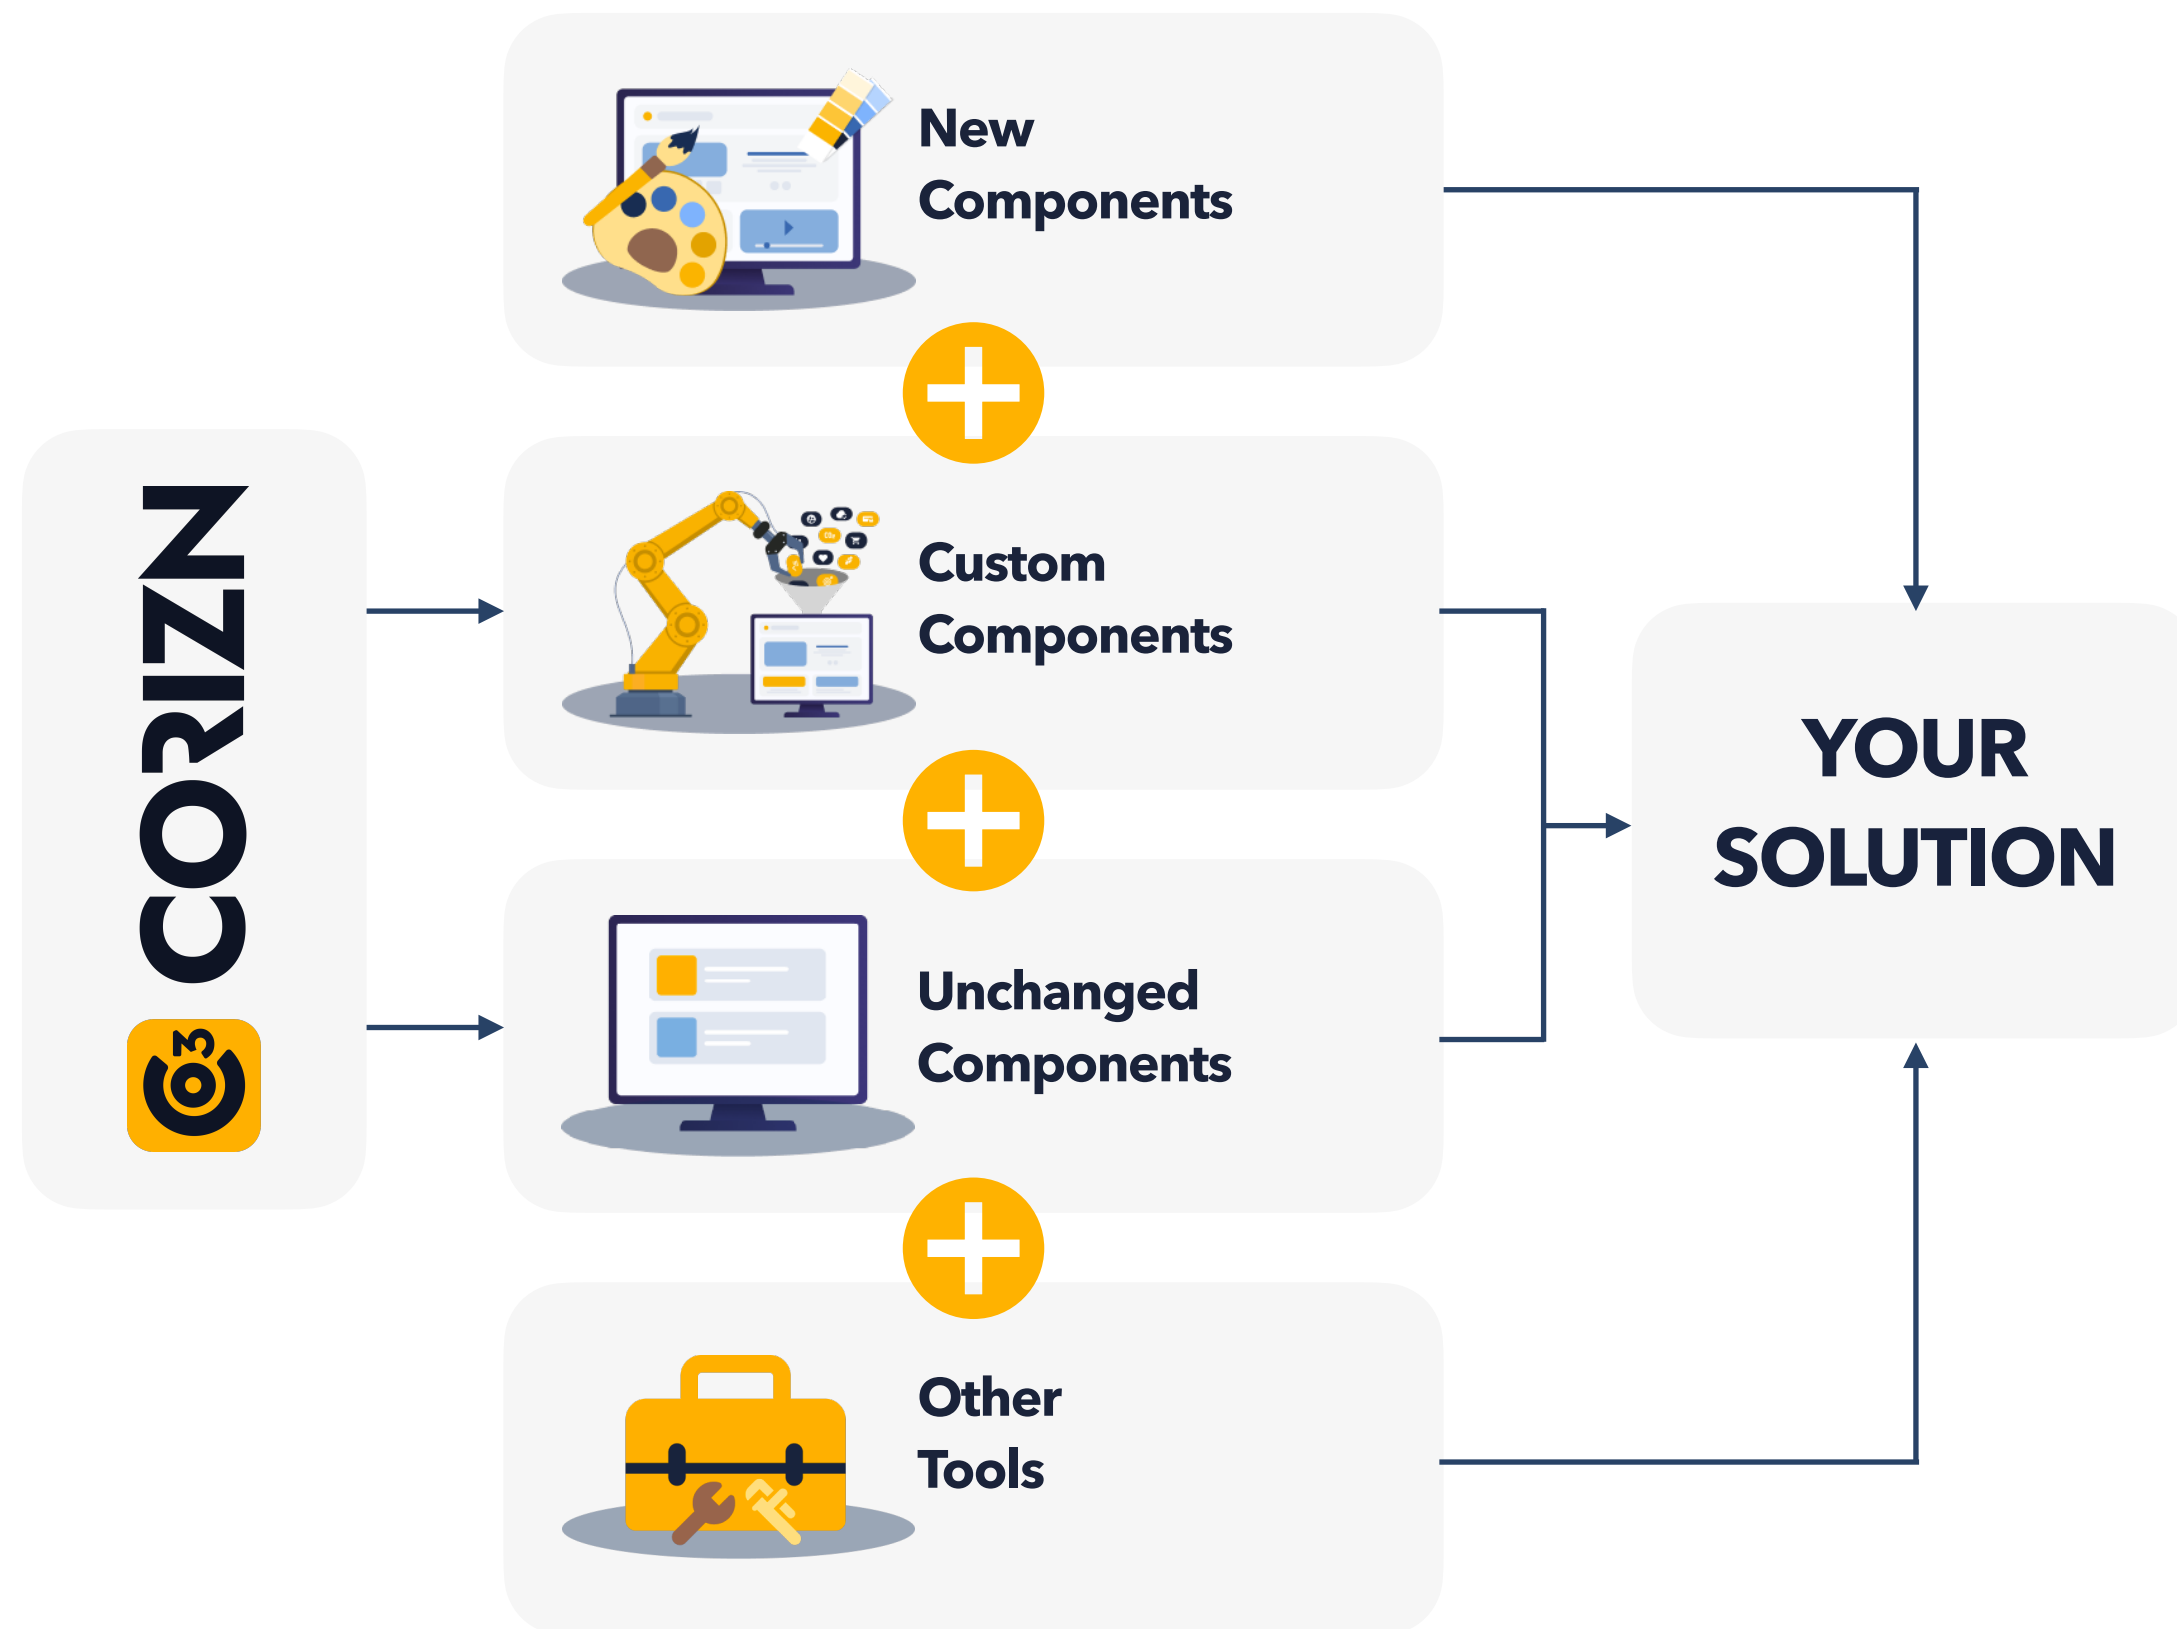 CORIZN
New
Components
Custom
Components
Unchanged
Components
Other
Tools
YOUR
SOLUTION